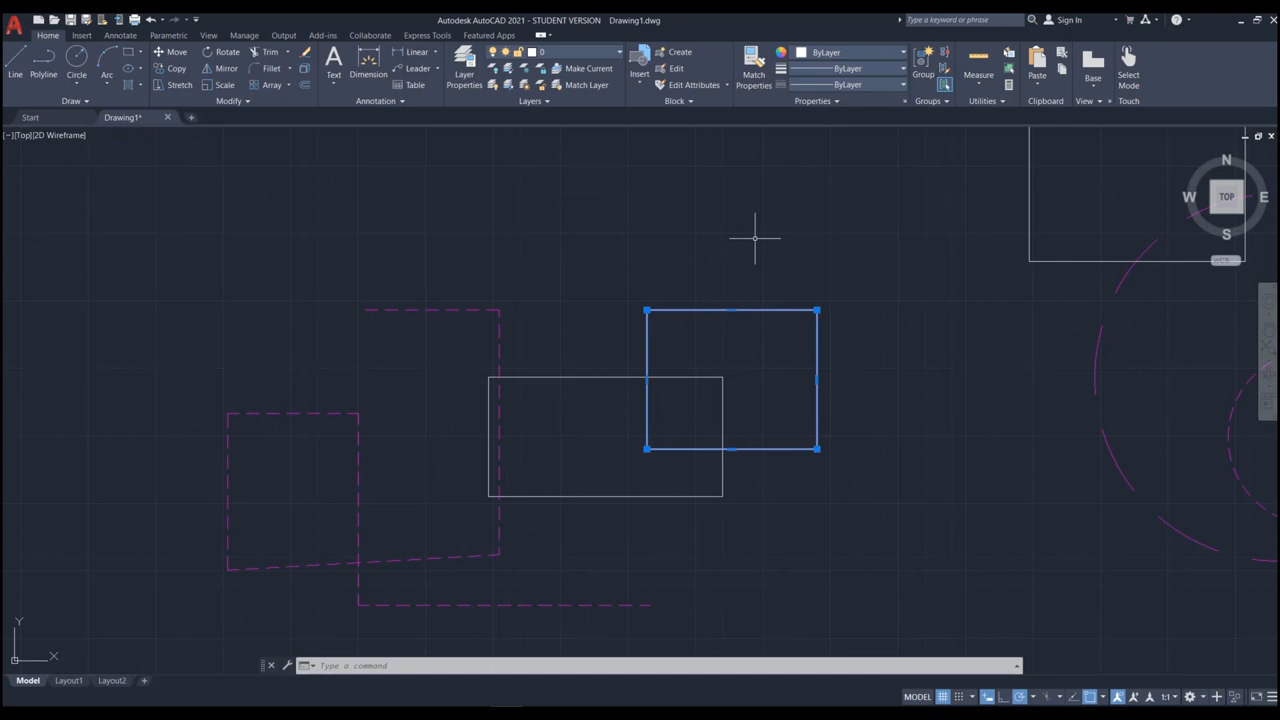 Autodesk AutoCAD 2021 - STUDENT VERSION Drawing1.dwg
Type a keyword or phrase
Sign In
Home Insert Annotate Parametric View Manage Output Add-ins Collaborate Express Tools Featured Apps
Line Polyline Circle Arc
Draw
Move Rotate Trim
Copy Mirror Fillet
Stretch Scale Array
Modify
Text Dimension
Linear
Leader
Table
Annotation
Layer Properties
0
Make Current
Match Layer
Layers
Insert
Create
Edit
Edit Attributes
Block
Match Properties
ByLayer
ByLayer
ByLayer
Properties
Group
Groups
Measure
Utilities
Paste
Clipboard
Base
View
Select Mode
Touch
Start Drawing1*
[−][Top][2D Wireframe]
N
W TOP E
S
WCS
Y
X
Type a command
Model Layout1 Layout2
MODEL 1:1